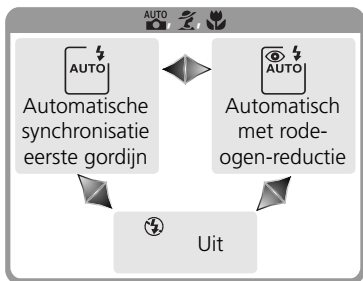 AUTO
AUTO
Automatische
synchronisatie
eerste gordijn
AUTO
Automatisch
met rode-
ogen-reductie
Uit